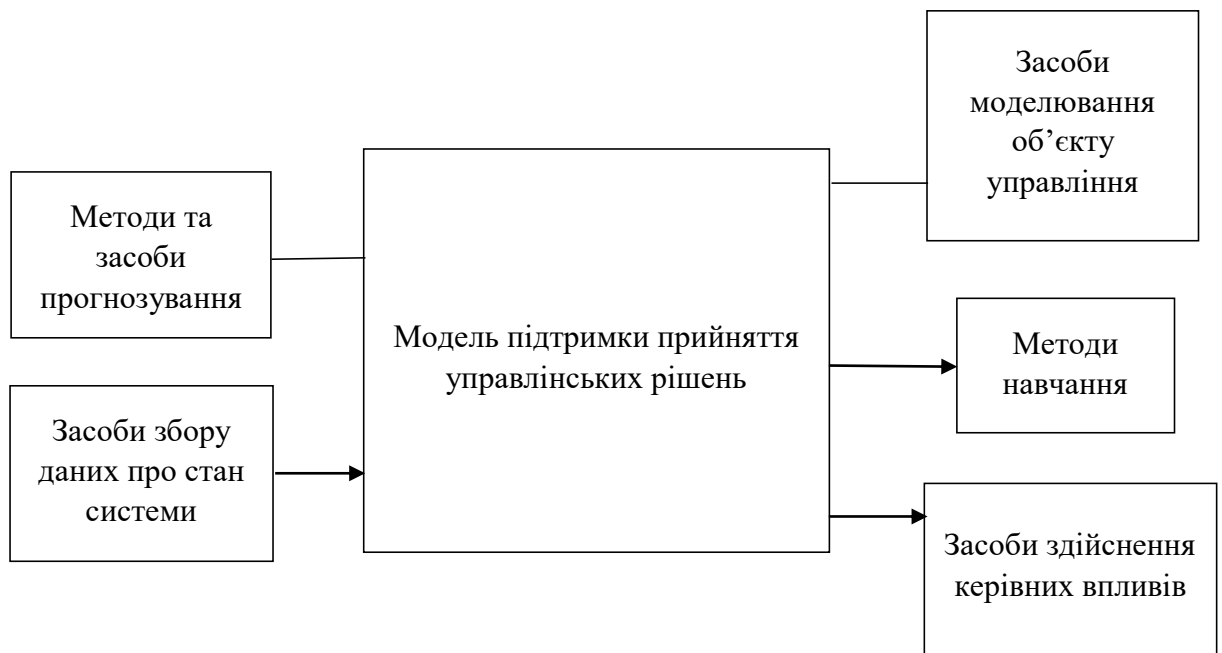 Методи та
засоби
прогнозування
Засоби збору
даних про стан
системи
Модель підтримки прийняття
управлінських рішень
Засоби
моделювання
об’єкту
управління
Методи
навчання
Засоби здійснення
керівних впливів